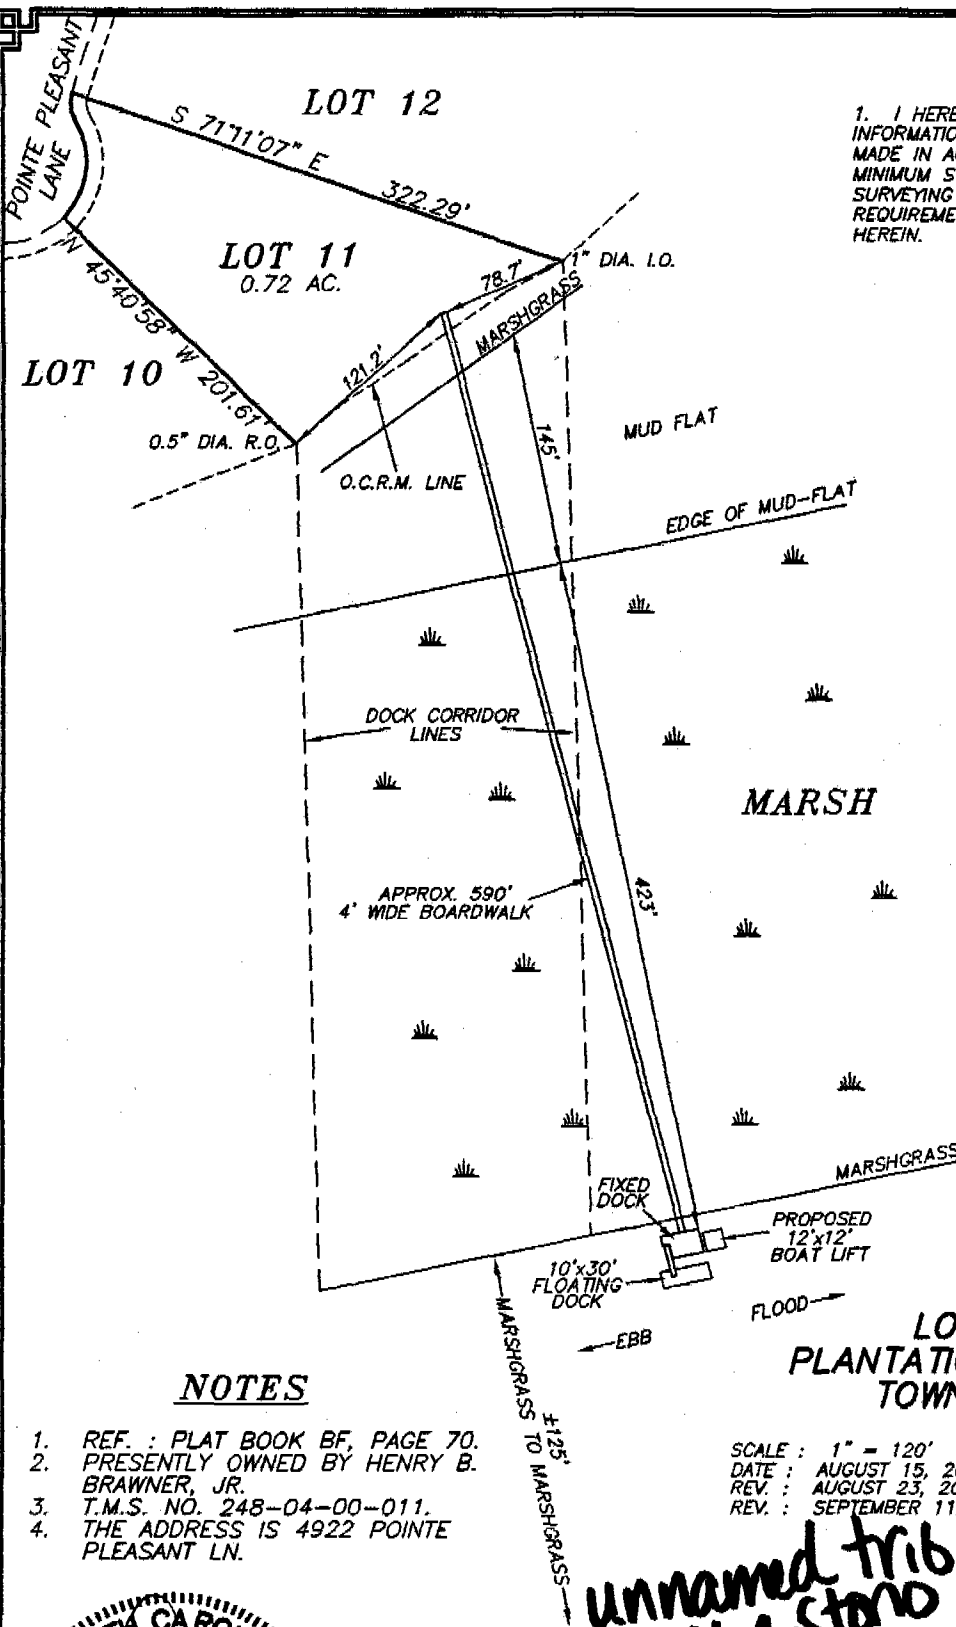 POINTE PLEASANT
LANE
LOT 12
S 71°11'07" E
322.29'
1. I HERE
INFORMATIO
MADE IN A
MINIMUM S
SURVEYING
REQUIREME
HEREIN.
LOT 11
0.72 AC.
1" DIA. I.O.
78.7'
MARSHGRASS
N 45°40'58" W 201.61'
LOT 10
121.2'
0.5" DIA. R.O.
O.C.R.M. LINE
145'
MUD FLAT
EDGE OF MUD-FLAT
DOCK CORRIDOR
LINES
MARSH
APPROX. 590'
4' WIDE BOARDWALK
423'
MARSHGRASS
FIXED
DOCK
PROPOSED
12'x12'
BOAT LIFT
10'x30'
FLOATING
DOCK
FLOOD
EBB
MARSHGRASS TO MARSHGRASS
±125'
LO
PLANTATIO
TOWN
NOTES
1. REF. : PLAT BOOK BF, PAGE 70.
2. PRESENTLY OWNED BY HENRY B.
BRAWNER, JR.
3. T.M.S. NO. 248-04-00-011.
4. THE ADDRESS IS 4922 POINTE
PLEASANT LN.
SCALE : 1" = 120'
DATE : AUGUST 15, 20
REV. : AUGUST 23, 20
REV. : SEPTEMBER 11,
unnamed trib
Stono
CARO